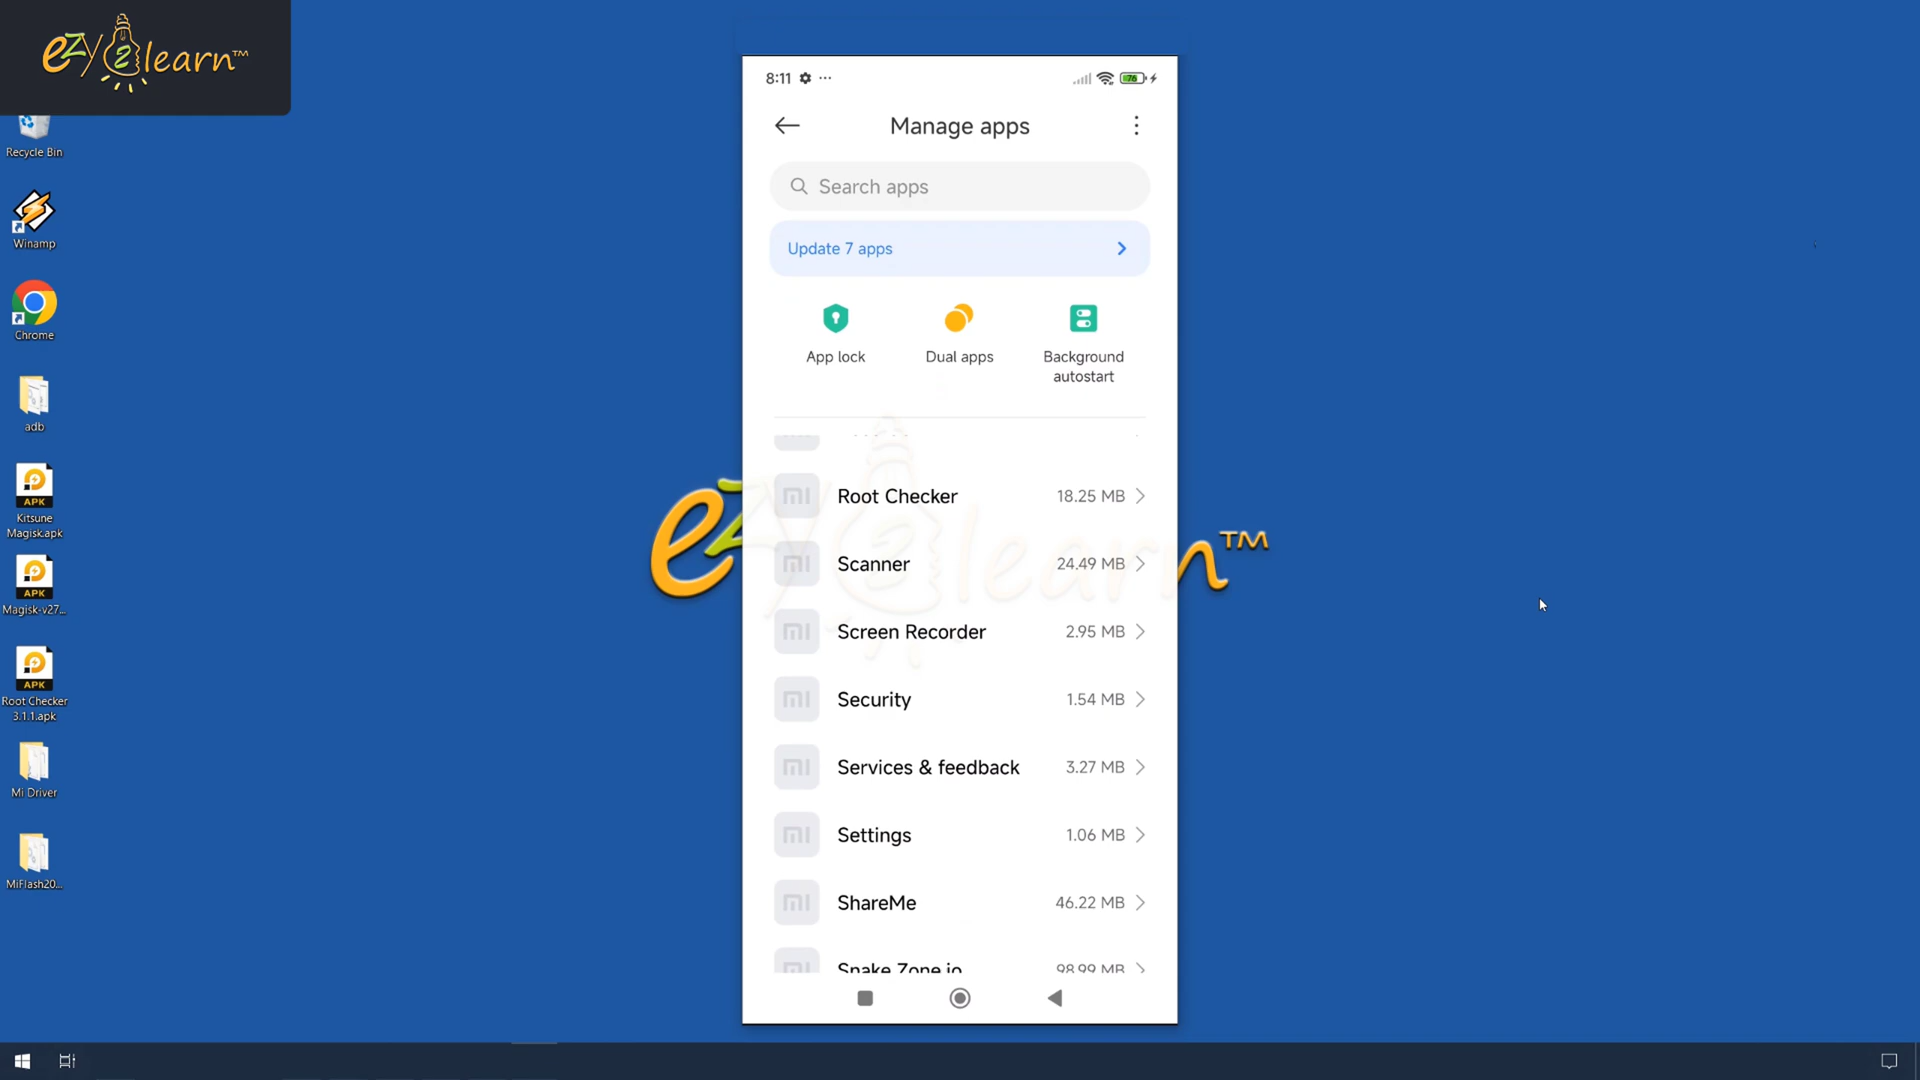 ezy2learn™
Recycle Bin
Winamp
Chrome
adb
APK
Kitsune
Magisk.apk
APK
Magisk-v27...
APK
Root Checker
3.1.1.apk
Mi Driver
MiFlash20...
8:11
76
Manage apps
Search apps
Update 7 apps
App lock
Dual apps
Background
autostart
Root Checker 18.25 MB
Scanner 24.49 MB
Screen Recorder 2.95 MB
Security 1.54 MB
Services & feedback 3.27 MB
Settings 1.06 MB
ShareMe 46.22 MB
Snake Zone.io 98.99 MB
ezy2learn™